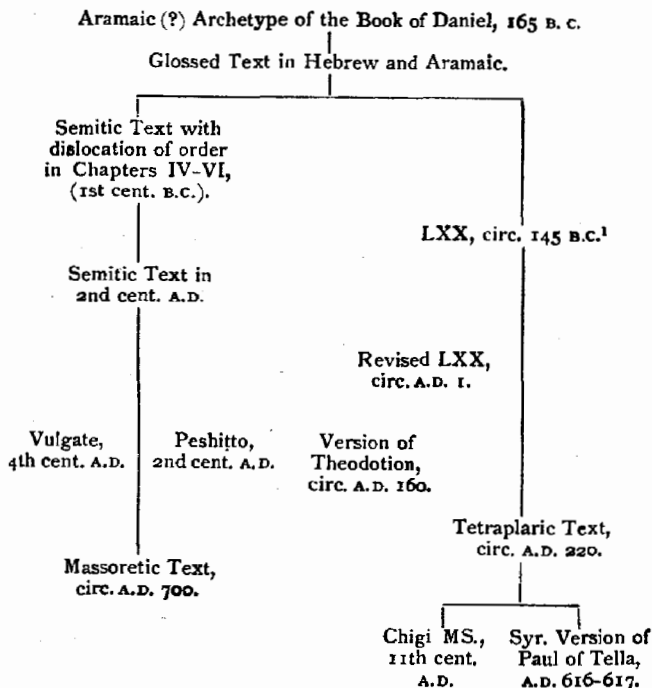 Aramaic (?) Archetype of the Book of Daniel, 165 B. C.
Glossed Text in Hebrew and Aramaic.
Semitic Text with
dislocation of order
in Chapters IV-VI,
(1st cent. B.C.).
LXX, circ. 145 B.C.¹
Semitic Text in
2nd cent. A.D.
Revised LXX,
circ. A.D. 1.
Vulgate,
4th cent. A.D.
Peshiṭto,
2nd cent. A.D.
Version of
Theodotion,
circ. A.D. 160.
Tetraplaric Text,
circ. A.D. 220.
Massoretic Text,
circ. A.D. 700.
Chigi MS.,
11th cent.
A.D.
Syr. Version of
Paul of Tella,
A.D. 616-617.